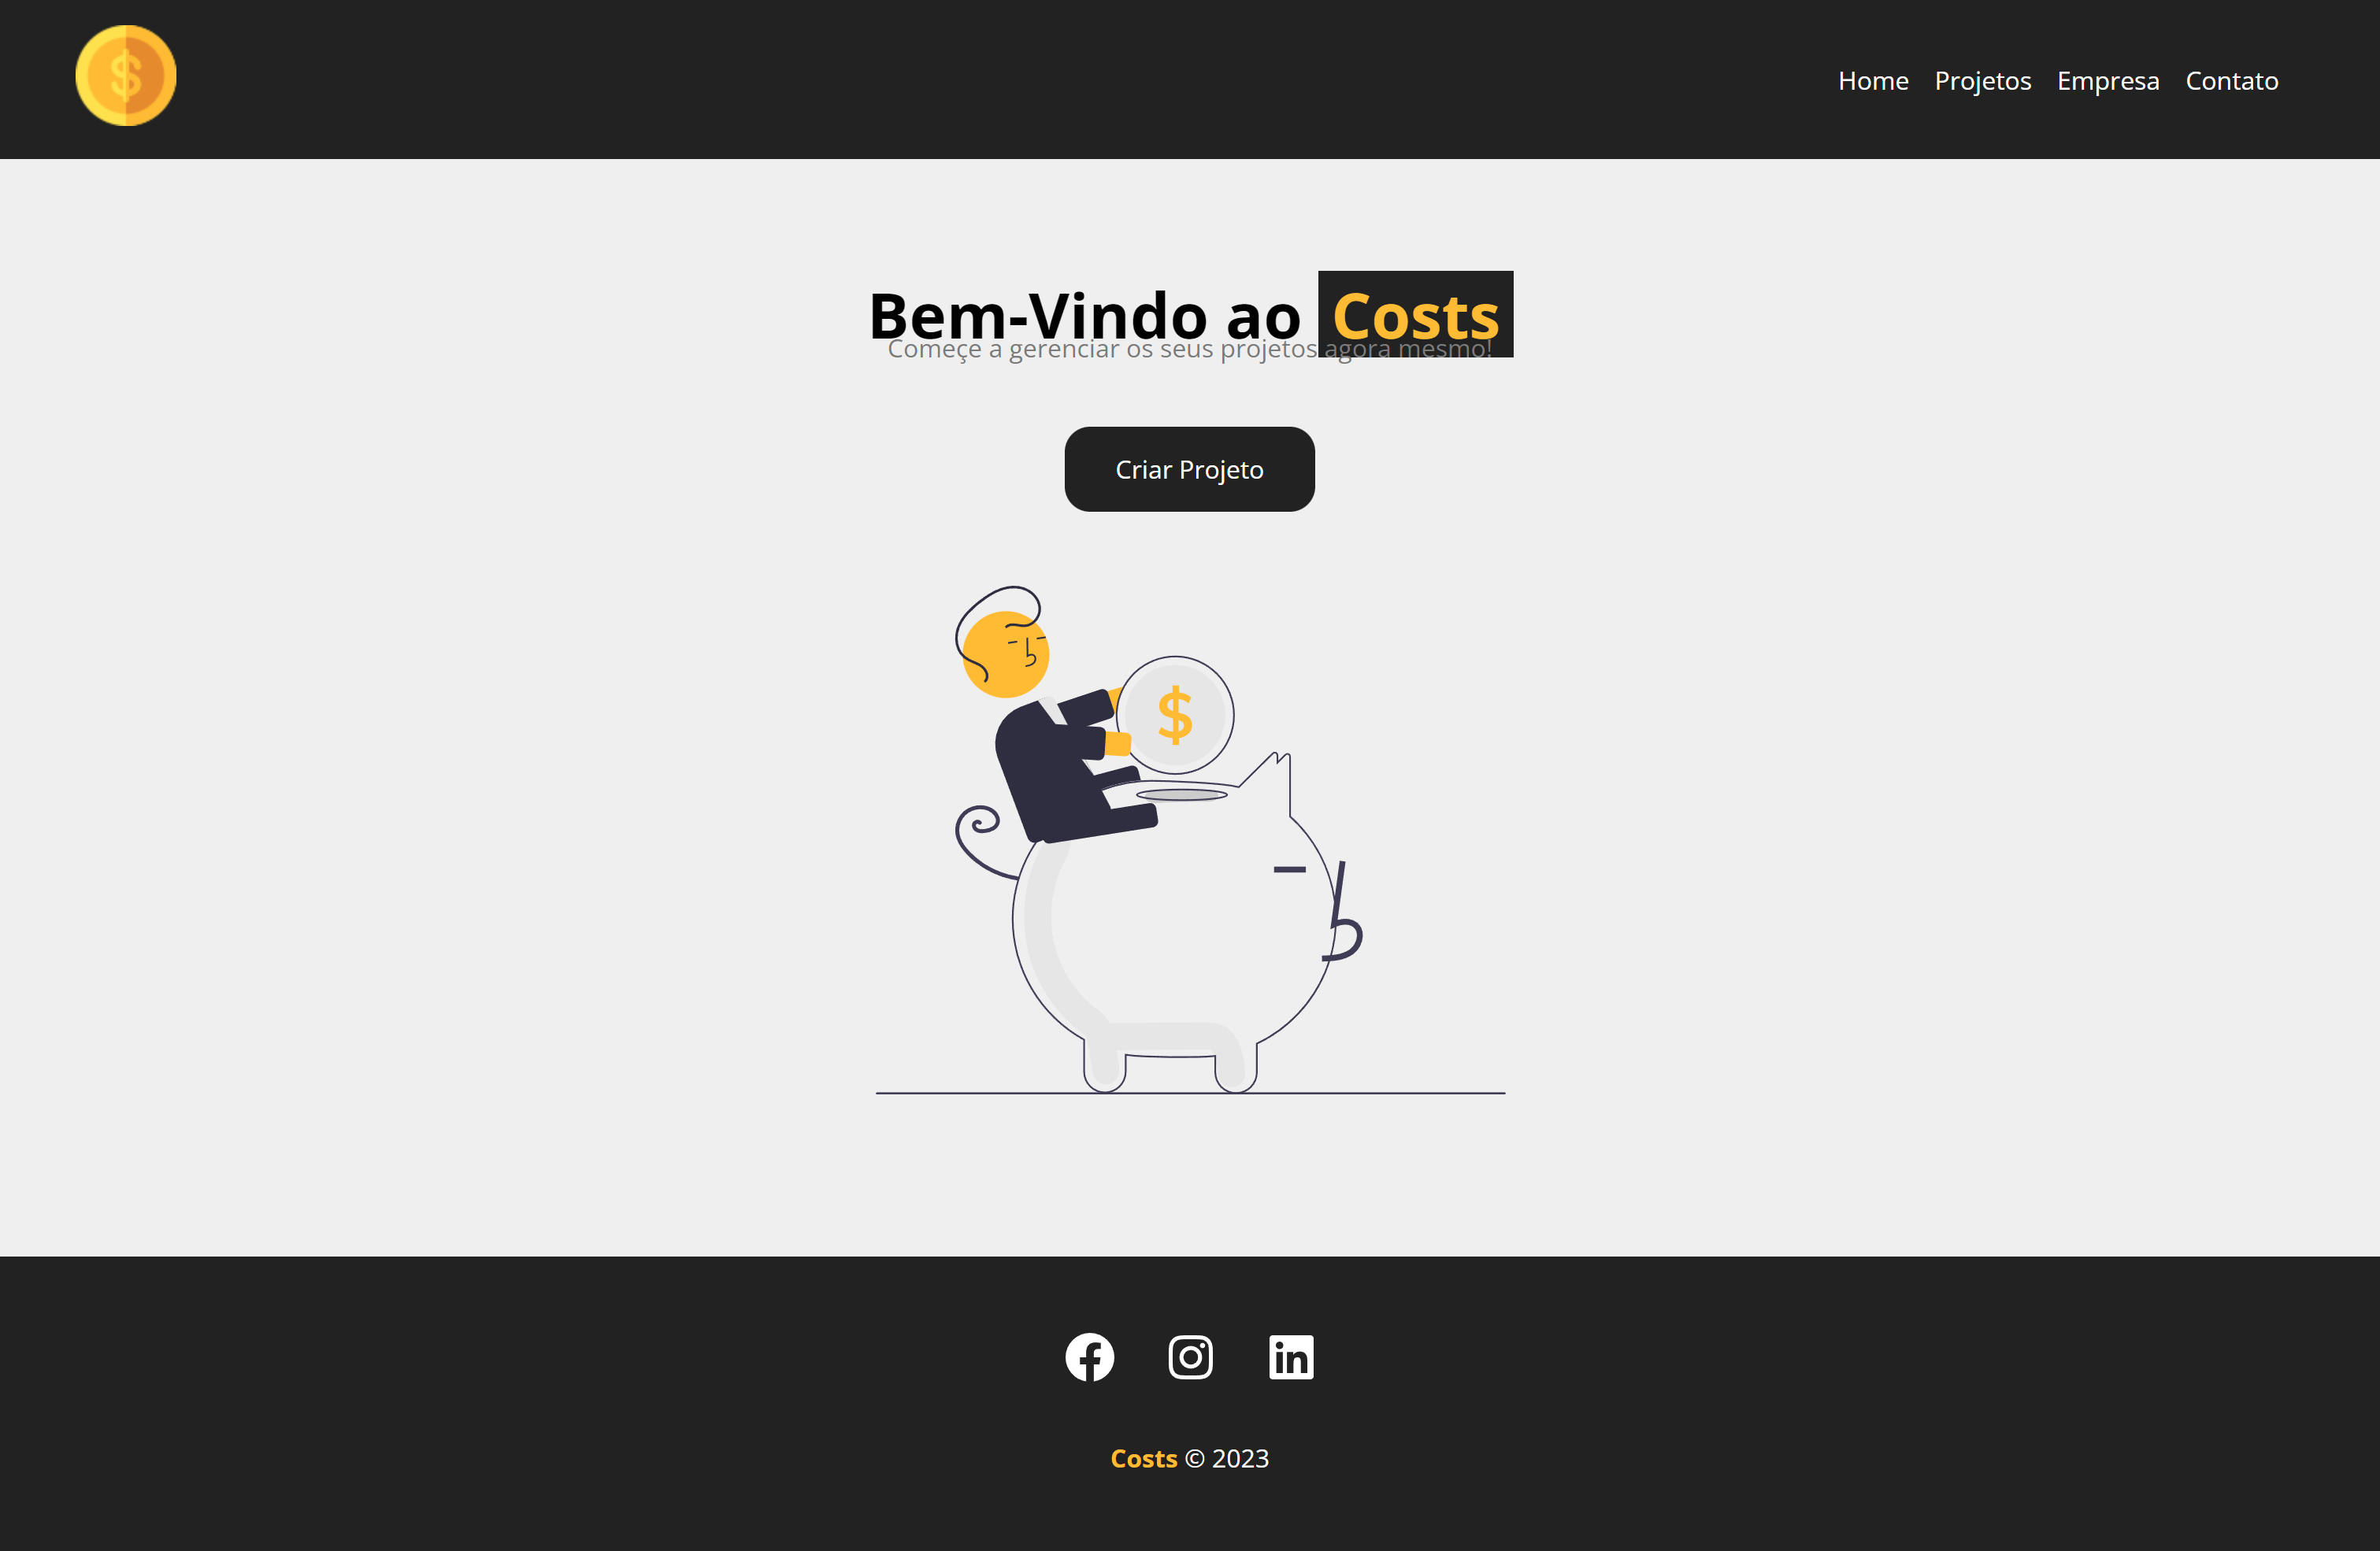 $
Home Projetos Empresa Contato
Bem-Vindo ao Costs
Começe a gerenciar os seus projetos agora mesmo!
Criar Projeto
$
Costs © 2023